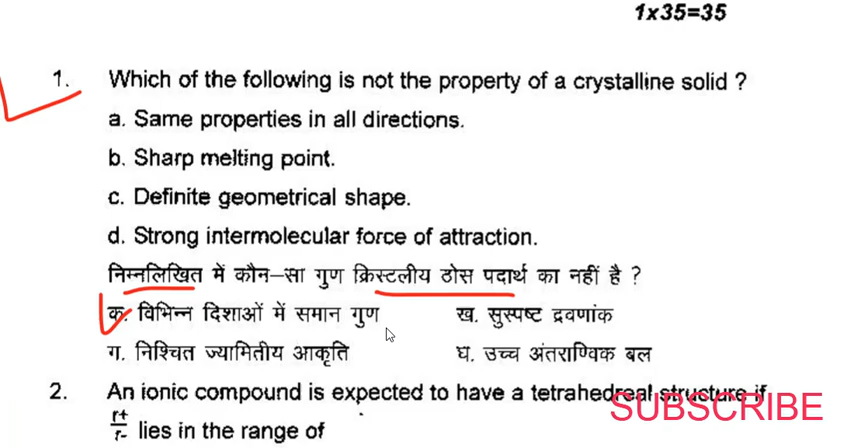 1x35=35
1. Which of the following is not the property of a crystalline solid ?
a. Same properties in all directions.
b. Sharp melting point.
c. Definite geometrical shape.
d. Strong intermolecular force of attraction.
निम्नलिखित में कौन-सा गुण क्रिस्टलीय ठोस पदार्थ का नहीं है ?
क. विभिन्न दिशाओं में समान गुण ख. सुस्पष्ट द्रवणांक
ग. निश्चित ज्यामितीय आकृति घ. उच्च अंतराण्विक बल
2. An ionic compound is expected to have a tetrahedreal structure if
r+/r- lies in the range of
SUBSCRIBE